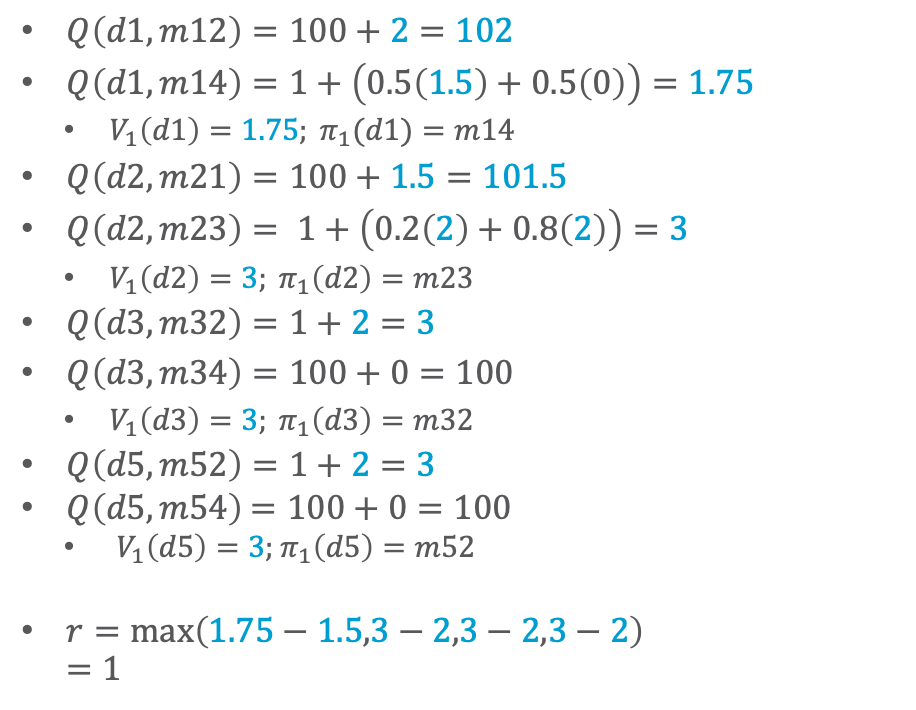 • Q(d1,m12) = 100 + 2 = 102
• Q(d1,m14) = 1 + (0.5(1.5) + 0.5(0)) = 1.75
• V₁(d1) = 1.75; π₁(d1) = m14
• Q(d2,m21) = 100 + 1.5 = 101.5
• Q(d2,m23) = 1 + (0.2(2) + 0.8(2)) = 3
• V₁(d2) = 3; π₁(d2) = m23
• Q(d3,m32) = 1 + 2 = 3
• Q(d3,m34) = 100 + 0 = 100
• V₁(d3) = 3; π₁(d3) = m32
• Q(d5,m52) = 1 + 2 = 3
• Q(d5,m54) = 100 + 0 = 100
• V₁(d5) = 3; π₁(d5) = m52
• r = max(1.75 − 1.5,3 − 2,3 − 2,3 − 2)
= 1